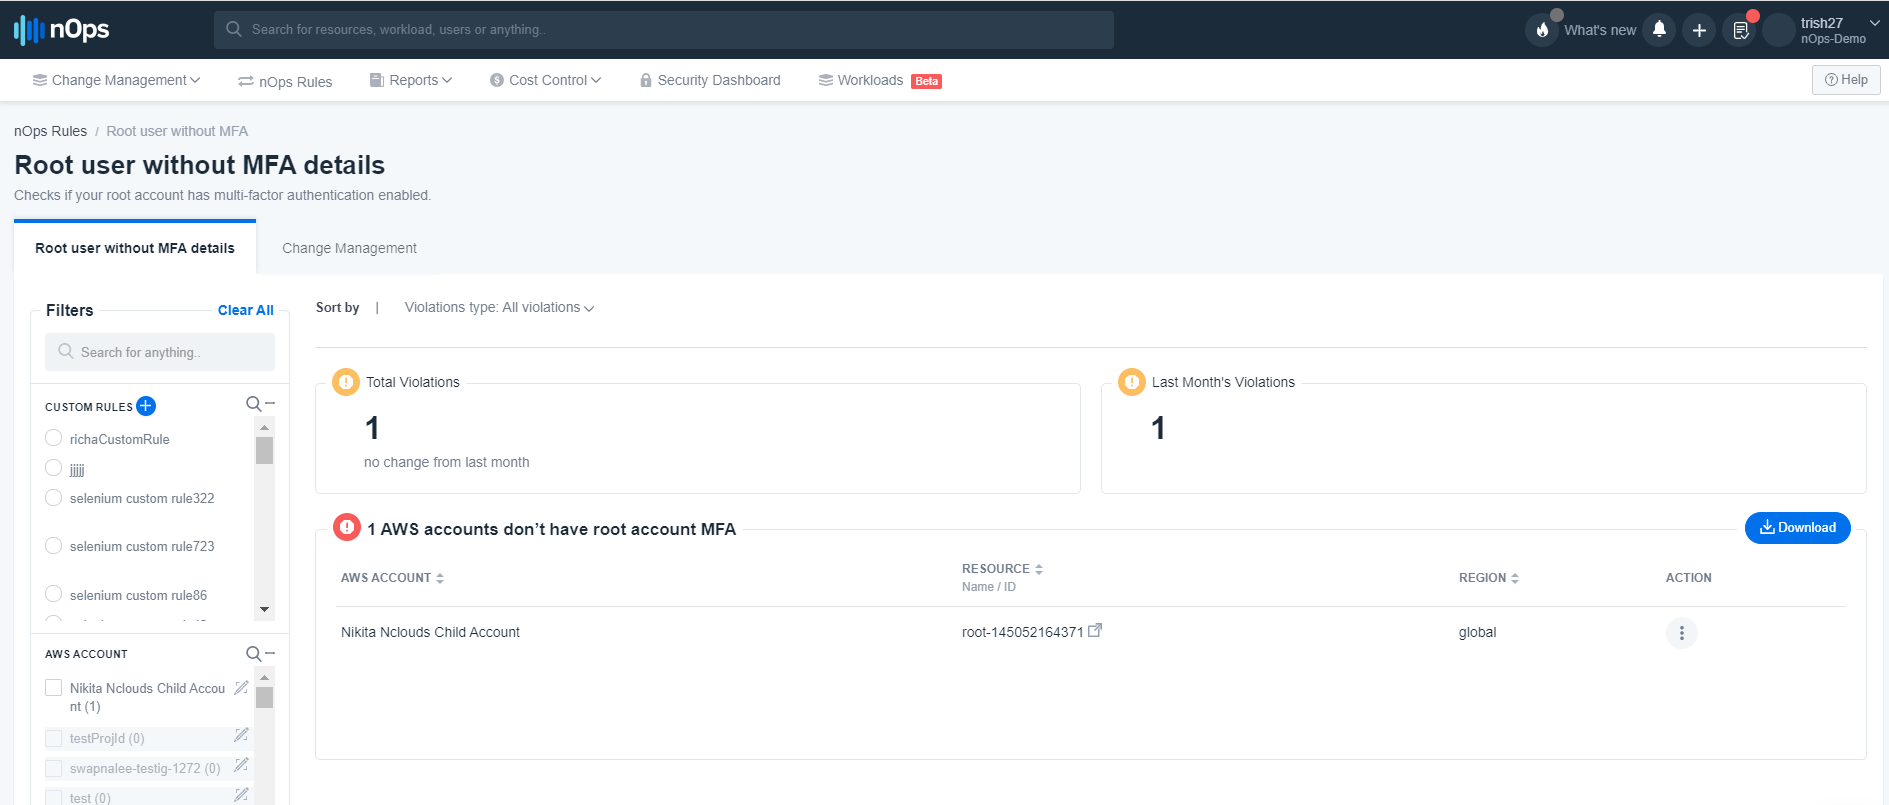 nOps
Search for resources, workload, users or anything..
What's new
trish27
nOps-Demo
Change Management
nOps Rules
Reports
Cost Control
Security Dashboard
Workloads Beta
Help
nOps Rules / Root user without MFA
Root user without MFA details
Checks if your root account has multi-factor authentication enabled.
Root user without MFA details
Change Management
Filters
Clear All
Search for anything..
CUSTOM RULES
richaCustomRule
jjjjj
selenium custom rule322
selenium custom rule723
selenium custom rule86
AWS ACCOUNT
Nikita Nclouds Child Accou
nt (1)
testProjId (0)
swapnalee-testig-1272 (0)
test (0)
Sort by | Violations type: All violations
Total Violations
1
no change from last month
Last Month's Violations
1
1 AWS accounts don’t have root account MFA
Download
AWS ACCOUNT
RESOURCE
Name / ID
REGION
ACTION
Nikita Nclouds Child Account
root-145052164371
global